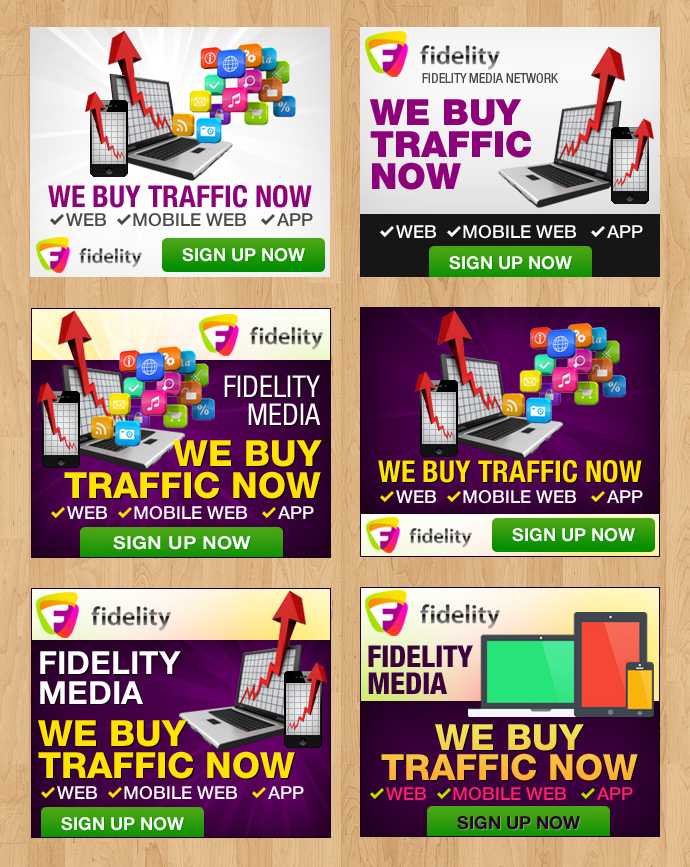 WE BUY TRAFFIC NOW
WEB MOBILE WEB APP
fidelity SIGN UP NOW
fidelity
FIDELITY MEDIA NETWORK
WE BUY
TRAFFIC
NOW
WEB MOBILE WEB APP
SIGN UP NOW
fidelity
FIDELITY
MEDIA
WE BUY
TRAFFIC NOW
WEB MOBILE WEB APP
SIGN UP NOW
WE BUY TRAFFIC NOW
WEB MOBILE WEB APP
fidelity SIGN UP NOW
fidelity
FIDELITY
MEDIA
WE BUY
TRAFFIC NOW
WEB MOBILE WEB APP
SIGN UP NOW
fidelity
FIDELITY
MEDIA
WE BUY
TRAFFIC NOW
WEB MOBILE WEB APP
SIGN UP NOW